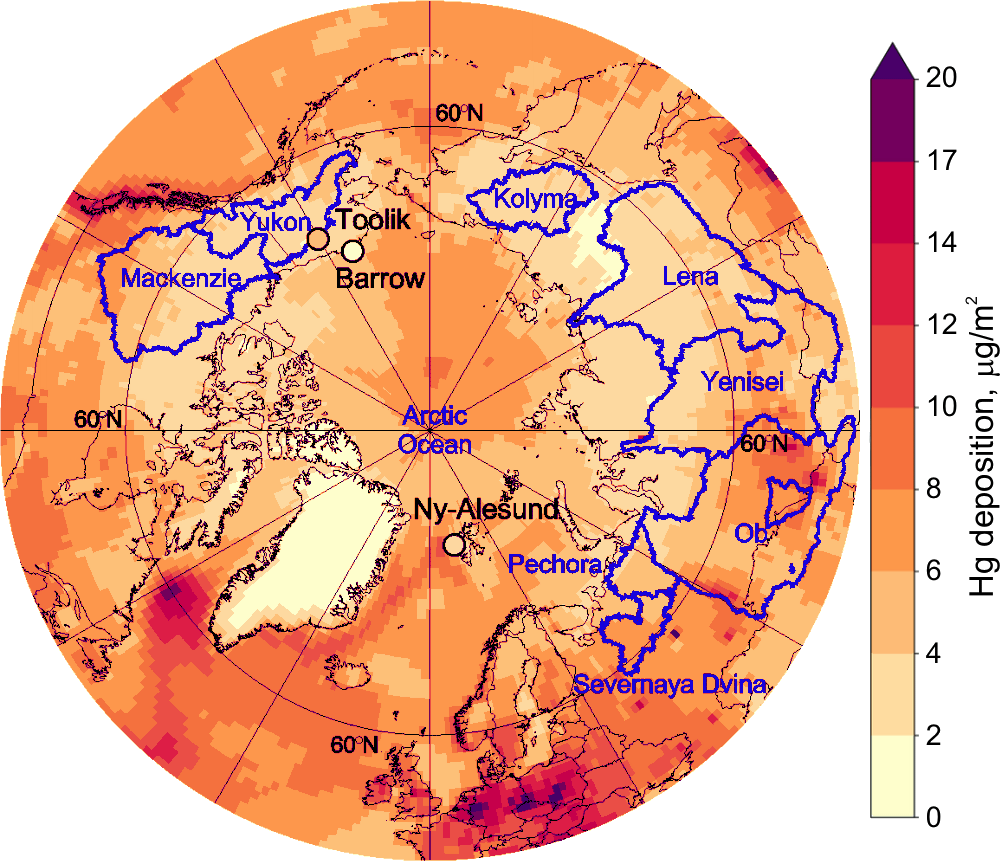 60°N
Kolyma
Yukon
Toolik
Mackenzie
Barrow
Lena
Yenisei
60°N
Arctic
Ocean
60°N
Ny-Alesund
Ob
Pechora
Severnaya Dvina
60°N
20
17
14
12
10
8
6
4
2
0
Hg deposition, μg/m²